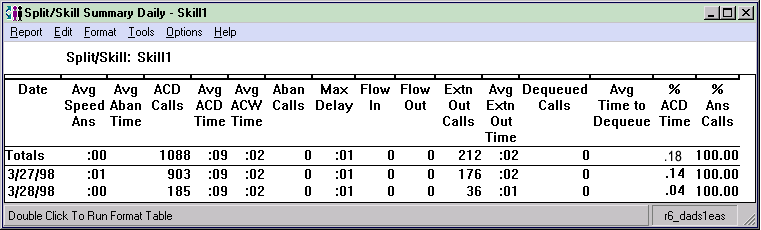 Split/Skill Summary Daily - Skill1
Report Edit Format Tools Options Help
Split/Skill: Skill1
Date Avg Avg ACD Avg Avg Aban Max Flow Flow Extn Avg Dequeued Avg % %
Speed Aban Calls ACD ACW Calls Delay In Out Out Extn Calls Time to ACD Ans
Ans Time Time Time Calls Out Dequeue Time Calls
Time
Totals :00 1088 :09 :02 0 :01 0 0 212 :02 0 .18 100.00
3/27/98 :01 903 :09 :02 0 :01 0 0 176 :02 0 .14 100.00
3/28/98 :00 185 :09 :02 0 :01 0 0 36 :01 0 .04 100.00
Double Click To Run Format Table r6_dads1eas